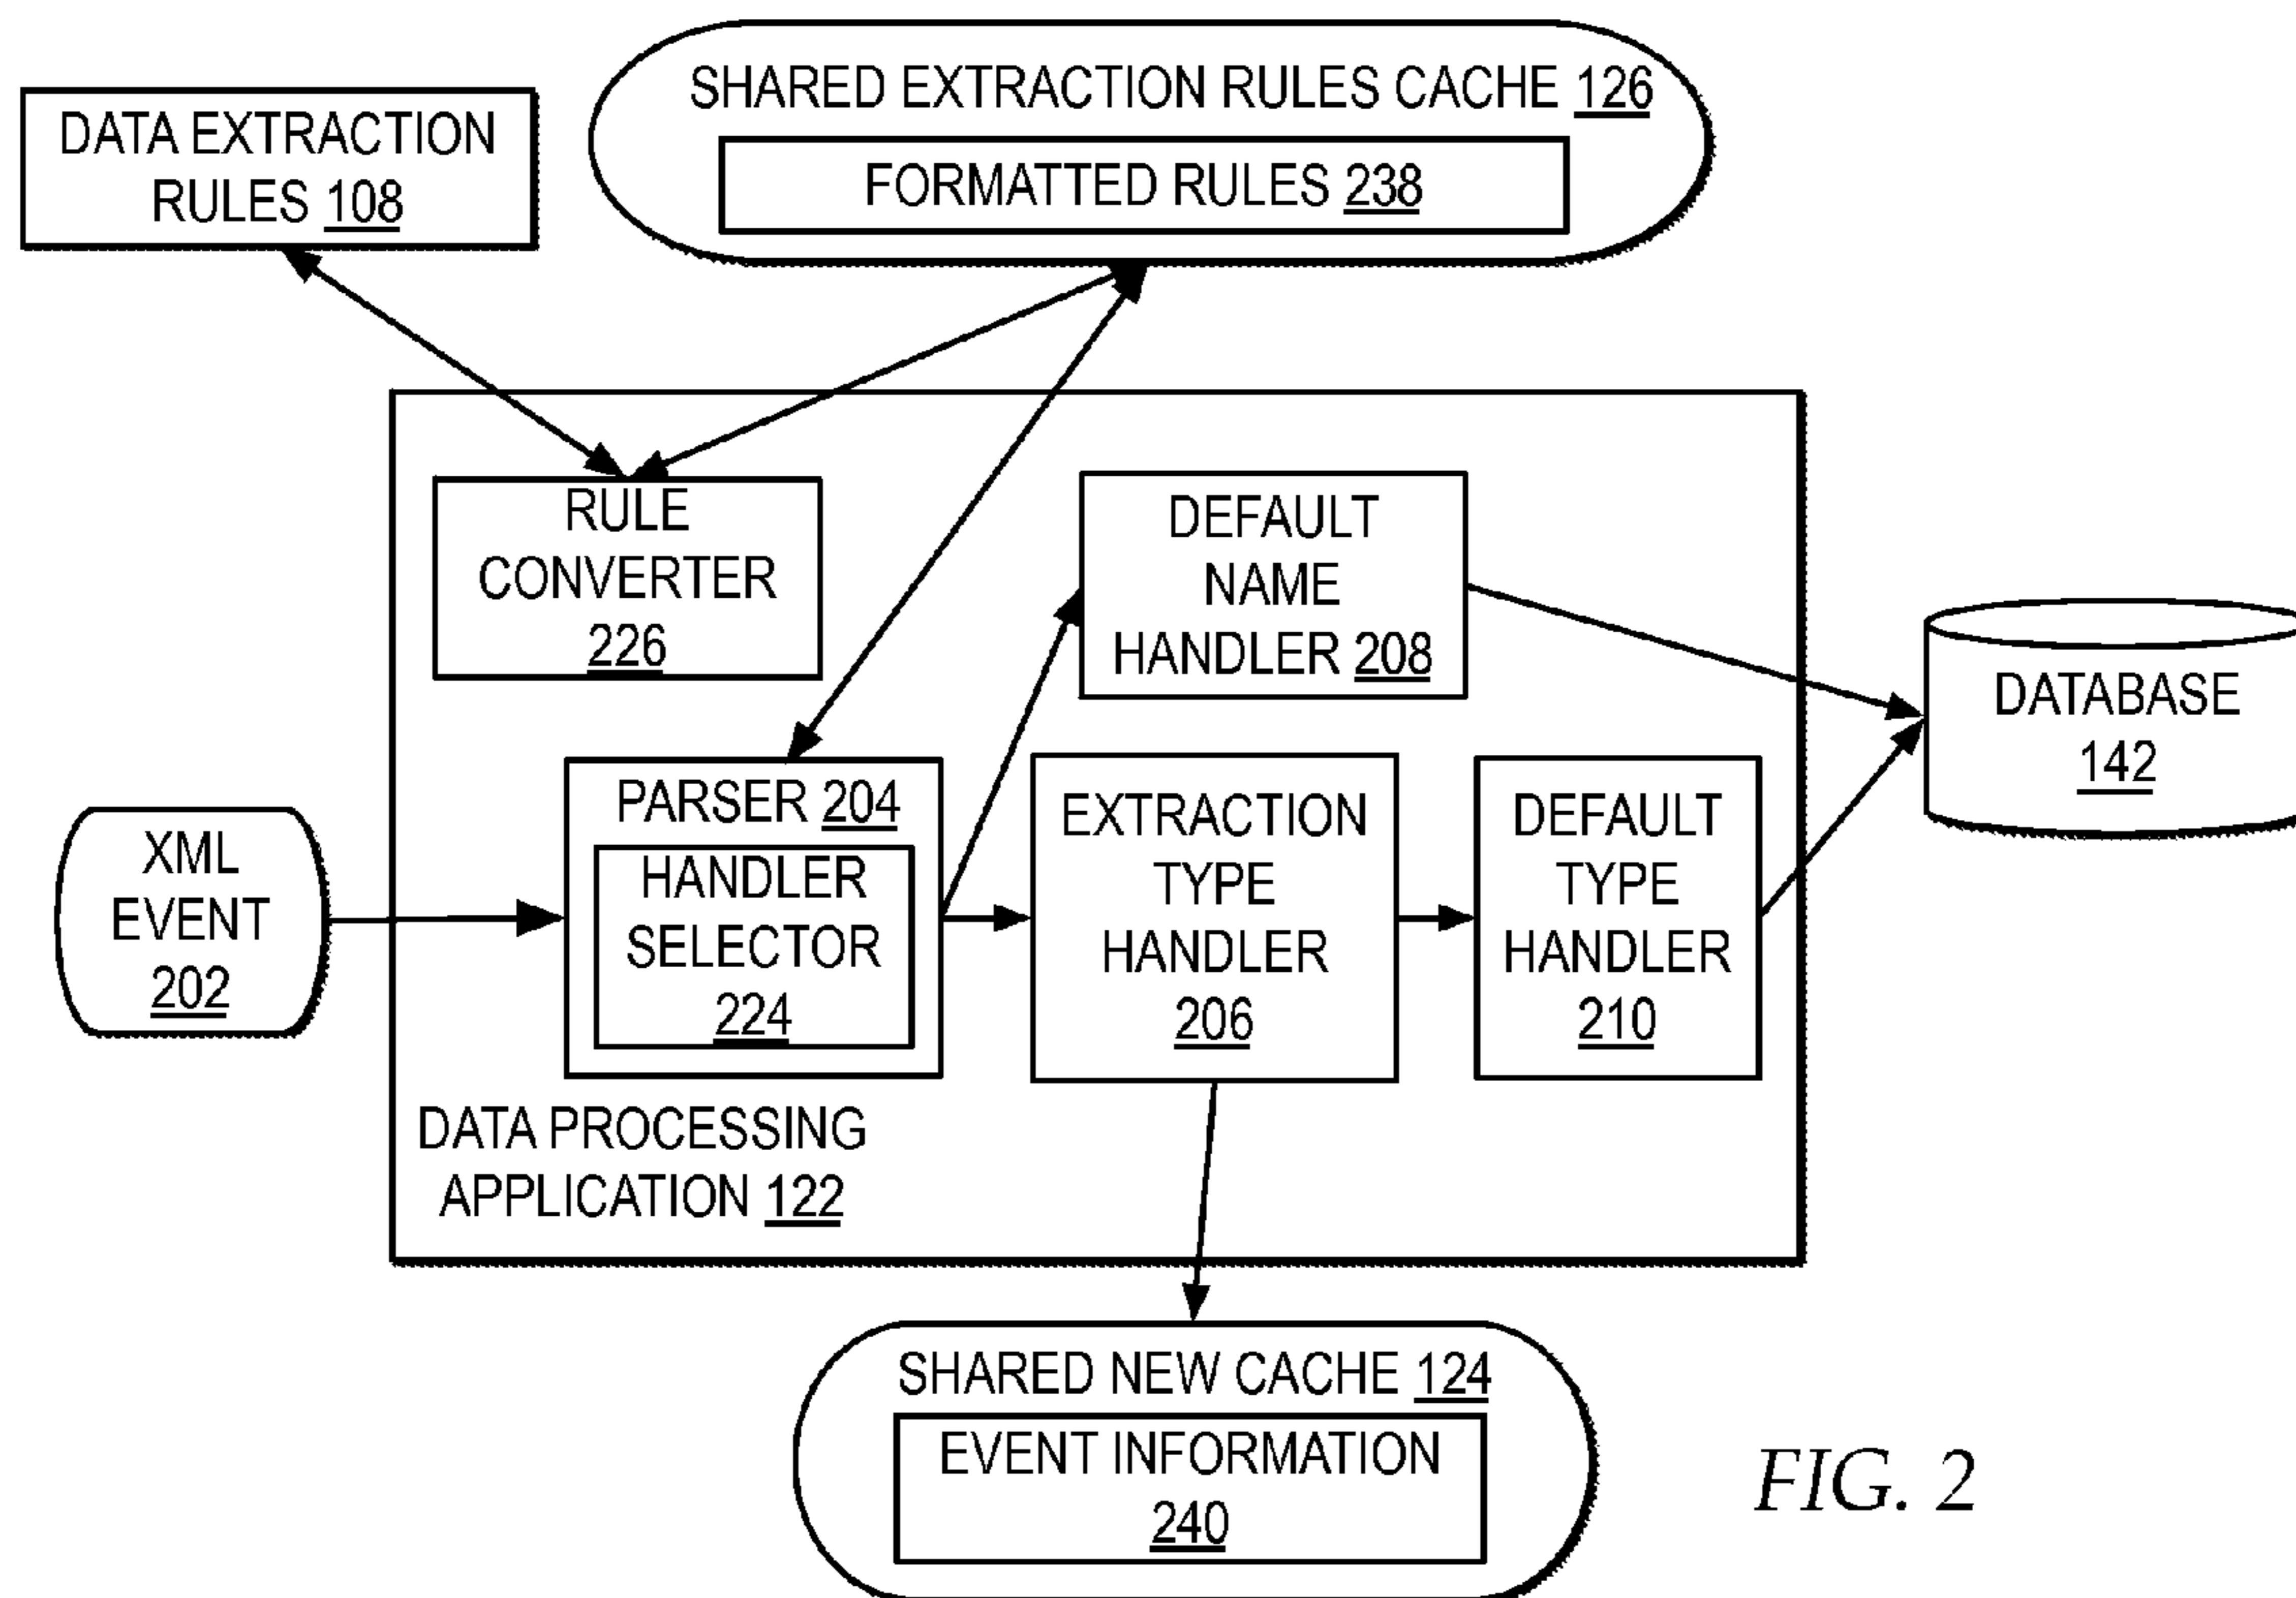 SHARED EXTRACTION RULES CACHE 126
FORMATTED RULES 238
DATA EXTRACTION
RULES 108
RULE
CONVERTER
226
DEFAULT
NAME
HANDLER 208
DATABASE
142
XML
EVENT
202
PARSER 204
HANDLER
SELECTOR
224
EXTRACTION
TYPE
HANDLER
206
DEFAULT
TYPE
HANDLER
210
DATA PROCESSING
APPLICATION 122
SHARED NEW CACHE 124
EVENT INFORMATION
240
FIG. 2